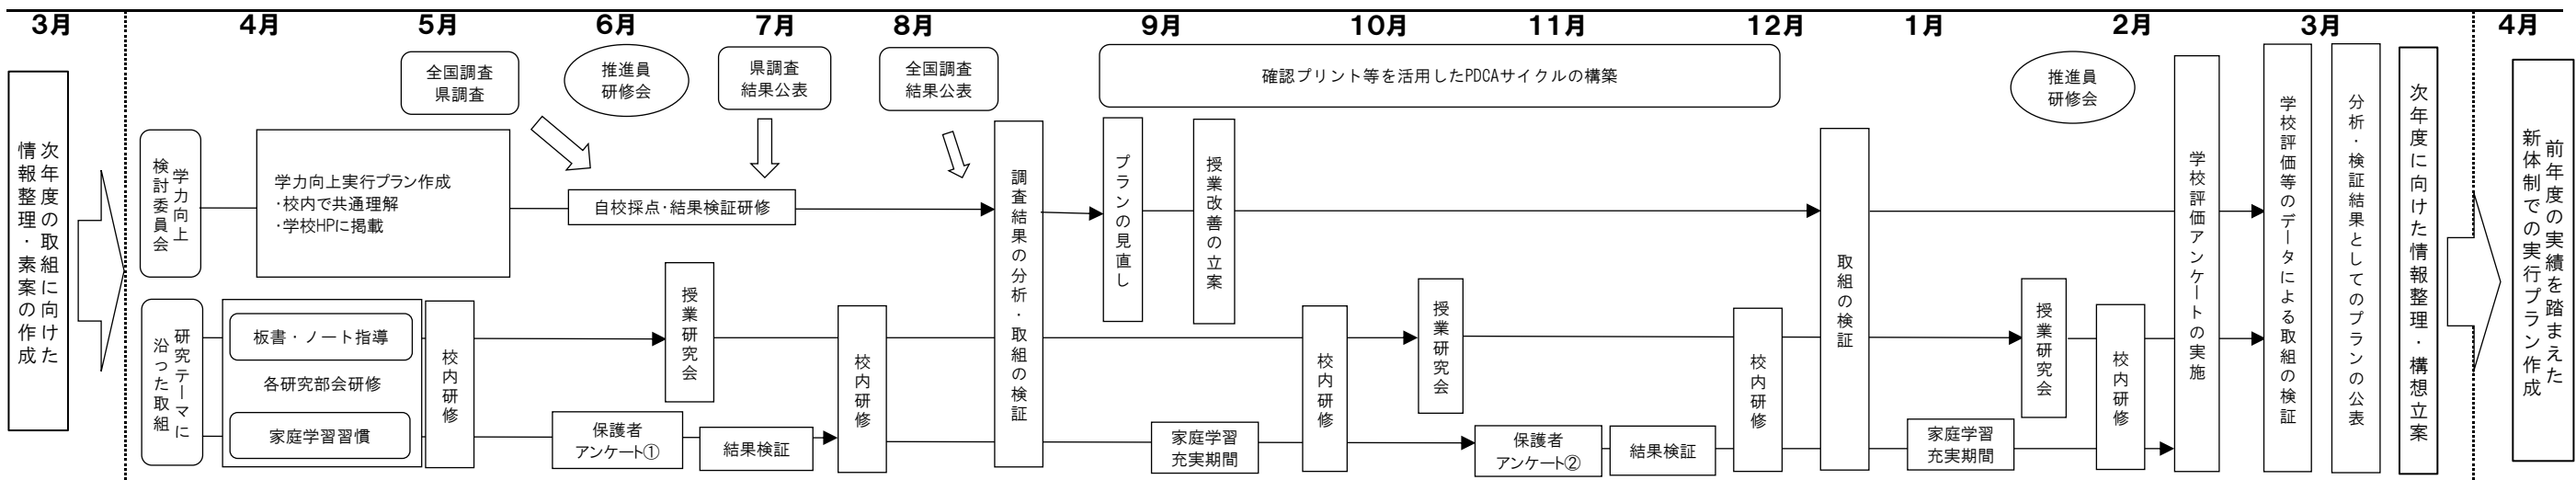 3月
4月
5月
6月
7月
8月
9月
10月
11月
12月
1月
2月
3月
4月
次年度の取組に向けた
情報整理・素案の作成
学力向上
検討委員会
研究テーマに
沿った取組
学力向上実行プラン作成
・校内で共通理解
・学校HPに掲載
板書・ノート指導
各研究部会研修
家庭学習習慣
全国調査
県調査
校内研修
推進員
研修会
自校採点・結果検証研修
保護者
アンケート①
授業研究会
県調査
結果公表
結果検証
校内研修
全国調査
結果公表
調査結果の分析・取組の検証
確認プリント等を活用したPDCAサイクルの構築
プランの見直し
授業改善の立案
家庭学習
充実期間
校内研修
授業研究会
保護者
アンケート②
結果検証
校内研修
取組の検証
家庭学習
充実期間
推進員
研修会
授業研究会
校内研修
学校評価アンケートの実施
学校評価等のデータによる取組の検証
分析・検証結果としてのプランの公表
次年度に向けた情報整理・構想立案
前年度の実績を踏まえた
新体制での実行プラン作成